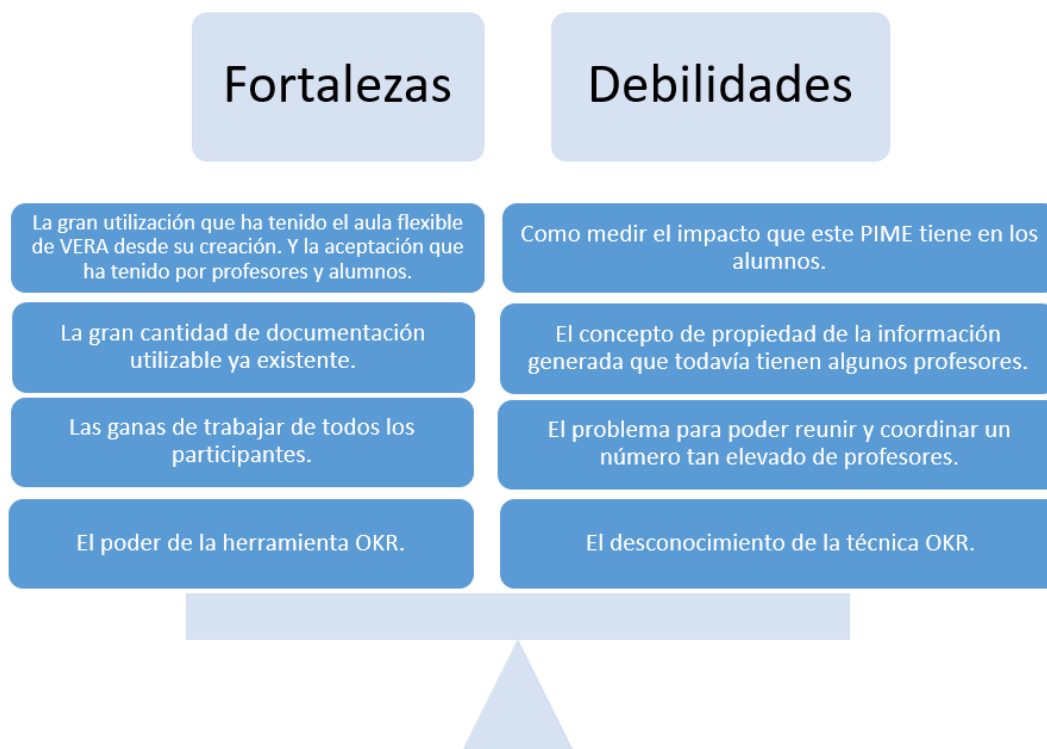 Fortalezas
Debilidades
La gran utilización que ha tenido el aula flexible
de VERA desde su creación. Y la aceptación que
ha tenido por profesores y alumnos.
Como medir el impacto que este PIME tiene en los
alumnos.
La gran cantidad de documentación
utilizable ya existente.
El concepto de propiedad de la información
generada que todavía tienen algunos profesores.
Las ganas de trabajar de todos los
participantes.
El problema para poder reunir y coordinar un
número tan elevado de profesores.
El poder de la herramienta OKR.
El desconocimiento de la técnica OKR.